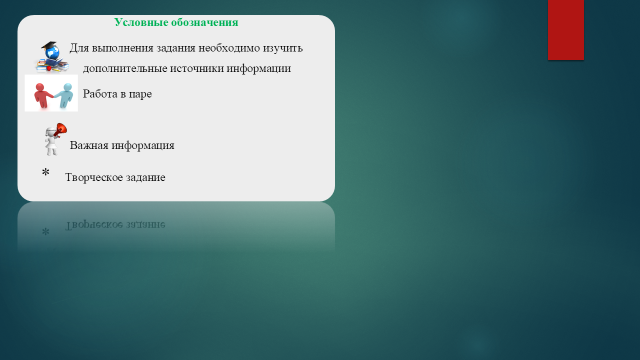 Условные обозначения
Для выполнения задания необходимо изучить
дополнительные источники информации
Работа в паре
Важная информация
* Творческое задание